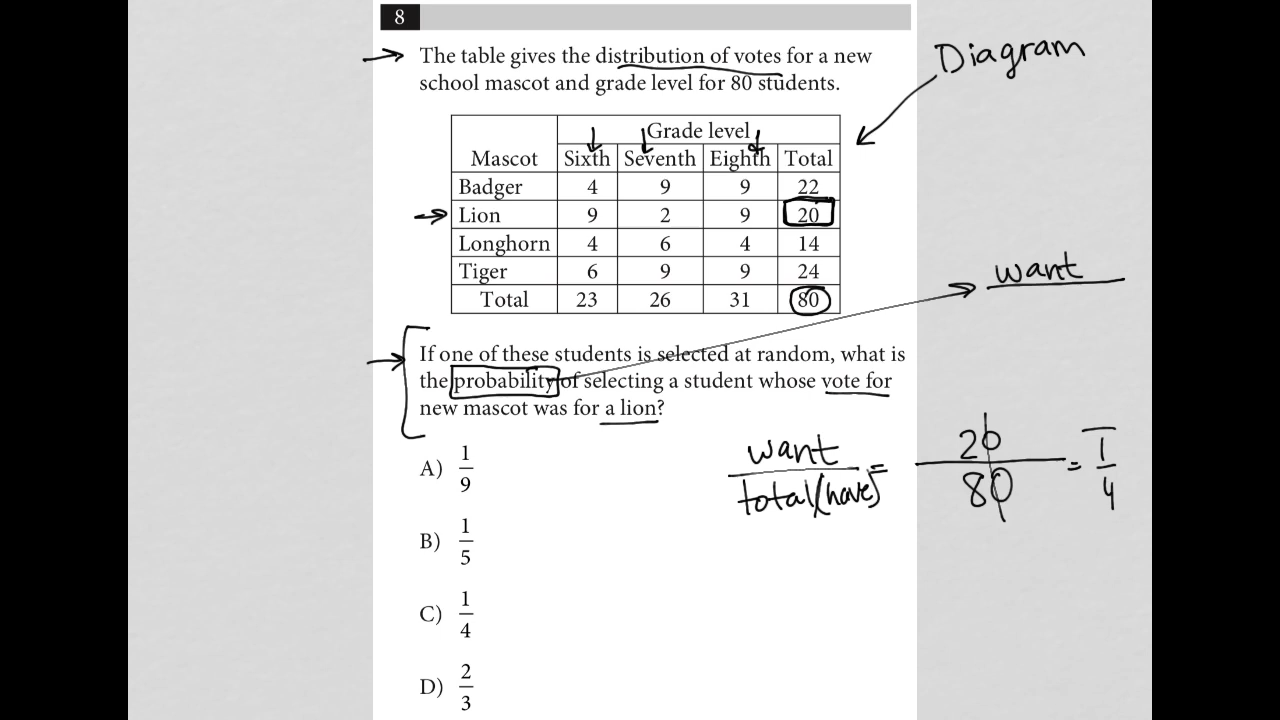 8
The table gives the distribution of votes for a new
school mascot and grade level for 80 students.
Diagram
Grade level
Mascot Sixth Seventh Eighth Total
Badger 4 9 9 22
Lion 9 2 9 20
Longhorn 4 6 4 14
Tiger 6 9 9 24
Total 23 26 31 80
want
If one of these students is selected at random, what is
the probability of selecting a student whose vote for
new mascot was for a lion?
A) 1/9
B) 1/5
C) 1/4
D) 2/3
want
total(have)
=
20
80
=
1
4